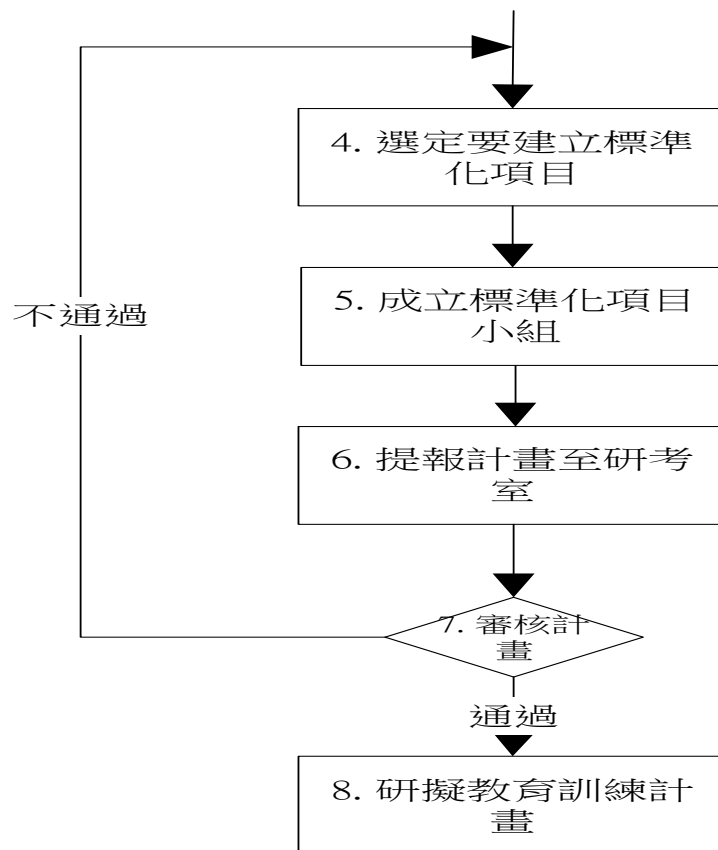 4. 選定要建立標準
化項目
5. 成立標準化項目
小組
不通過
6. 提報計畫至研考
室
7. 審核計
畫
通過
8. 研擬教育訓練計
畫